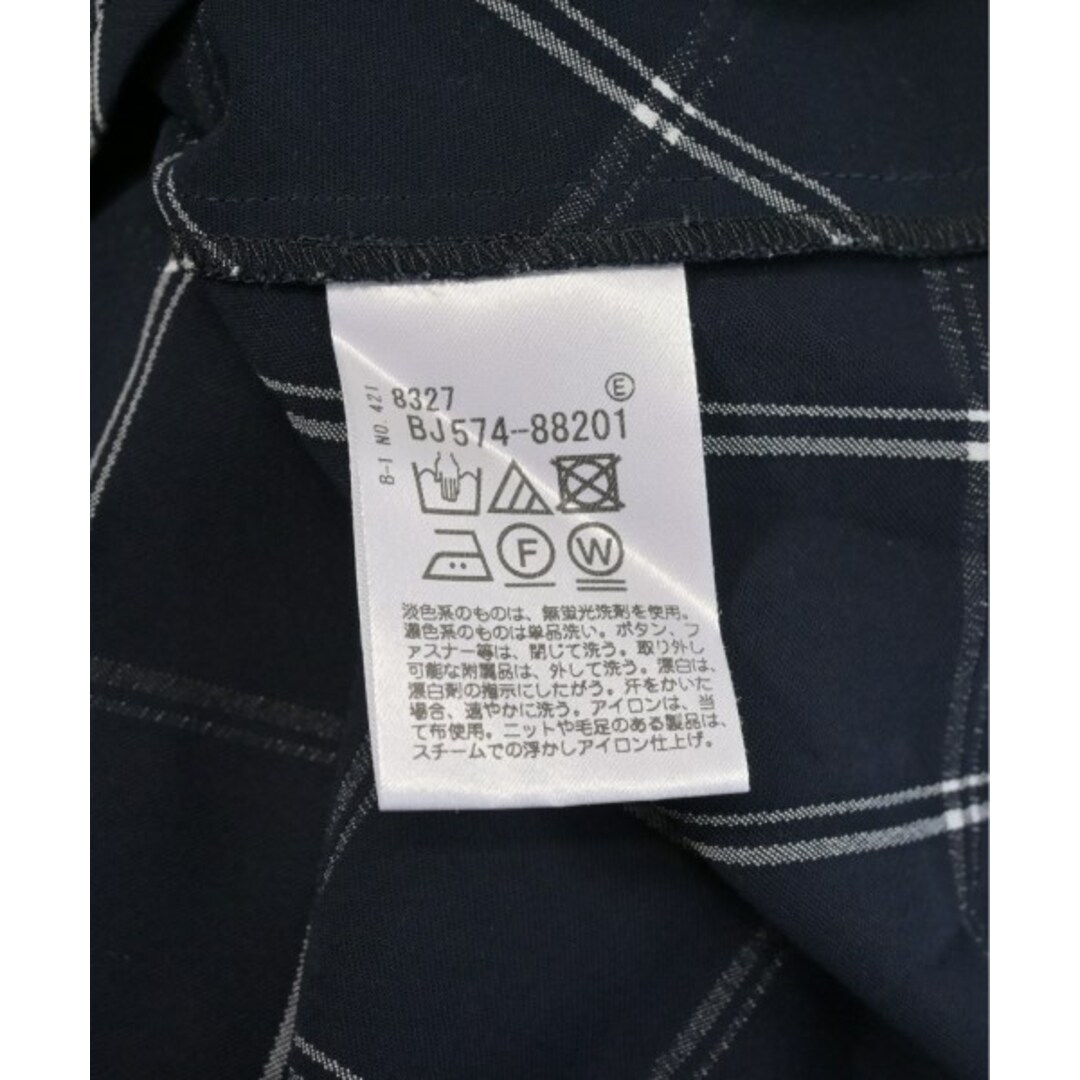 Ⓔ
8327
BJ574-88201
B-1 NO. 421
F W
淡色系のものは、無蛍光洗剤を使用。
濃色系のものは単品洗い。ボタン、フ
ァスナー等は、閉じて洗う。取り外し
可能な附属品は、外して洗う。漂白は、
漂白剤の指示にしたがう。汗をかいた
場合、速やかに洗う。アイロンは、当
て布使用。ニットや毛足のある製品は、
スチームでの浮かしアイロン仕上げ。